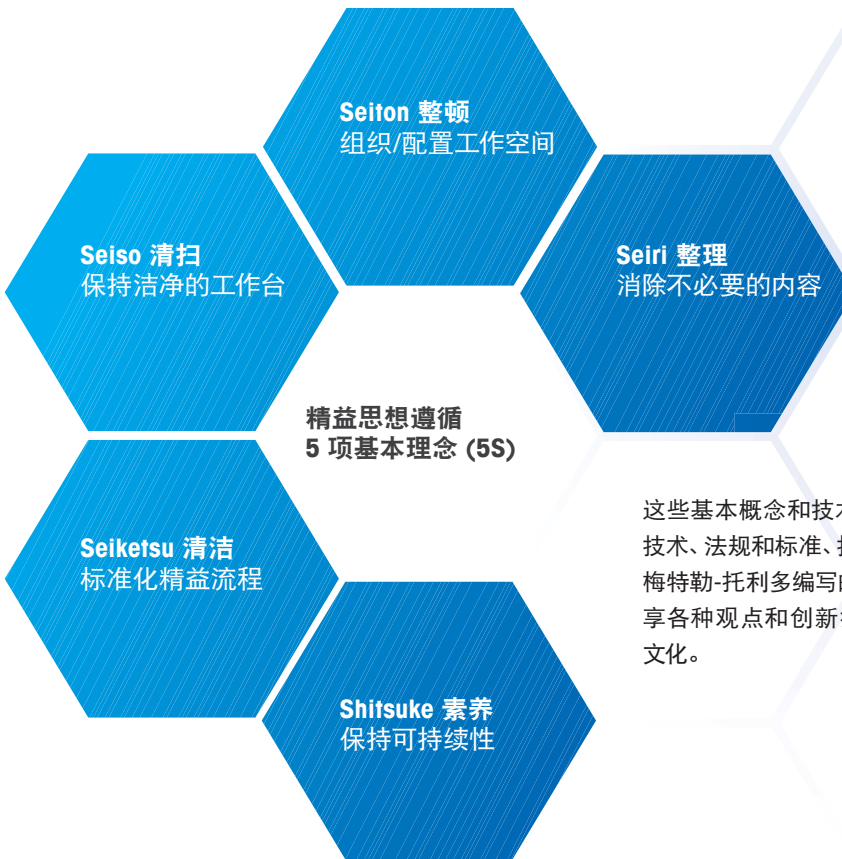 Seiton 整顿
组织/配置工作空间
Seiso 清扫
保持洁净的工作台
Seiri 整理
消除不必要的内容
精益思想遵循
5 项基本理念 (5S)
Seiketsu 清洁
标准化精益流程
Shitsuke 素养
保持可持续性
这些基本概念和技
技术、法规和标准、
梅特勒-托利多编写
享各种观点和创新
文化。